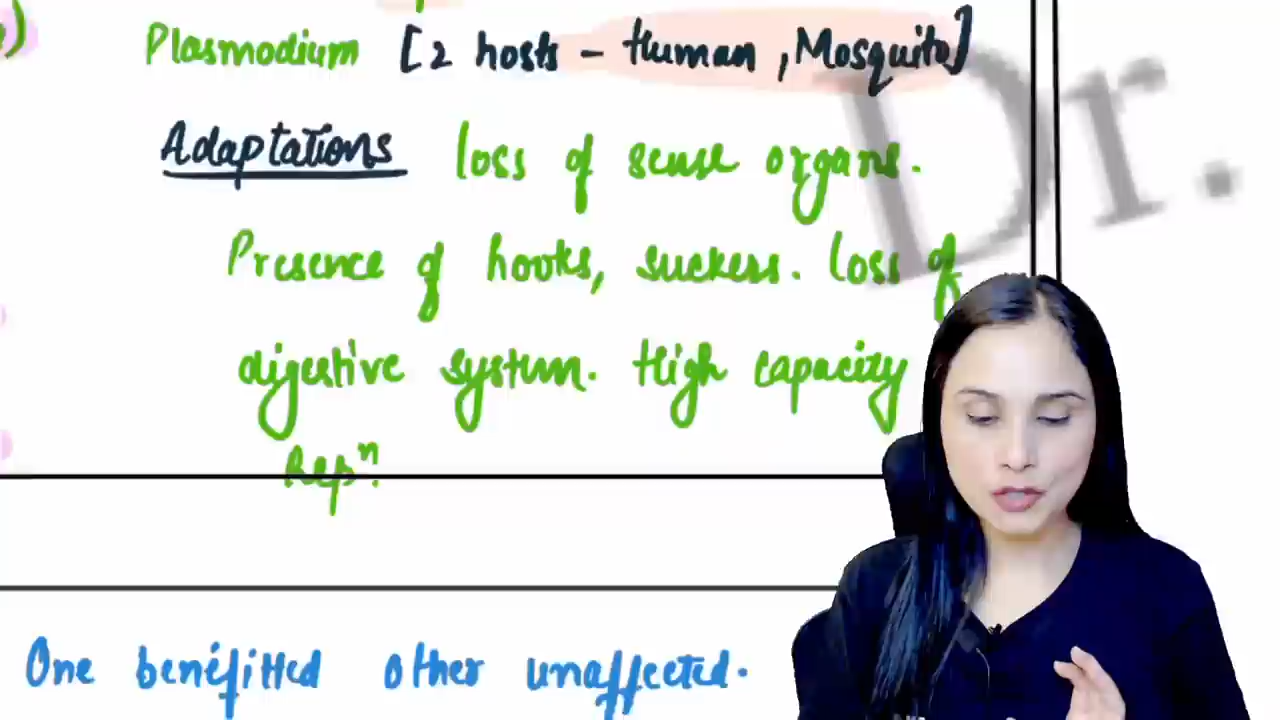 Plasmodium [2 hosts – Human, Mosquito]
Adaptations loss of sense organs.
Presence of hooks, suckers. loss of
digestive system. High capacity
Repⁿ.
One benefitted other unaffected.
Dr.